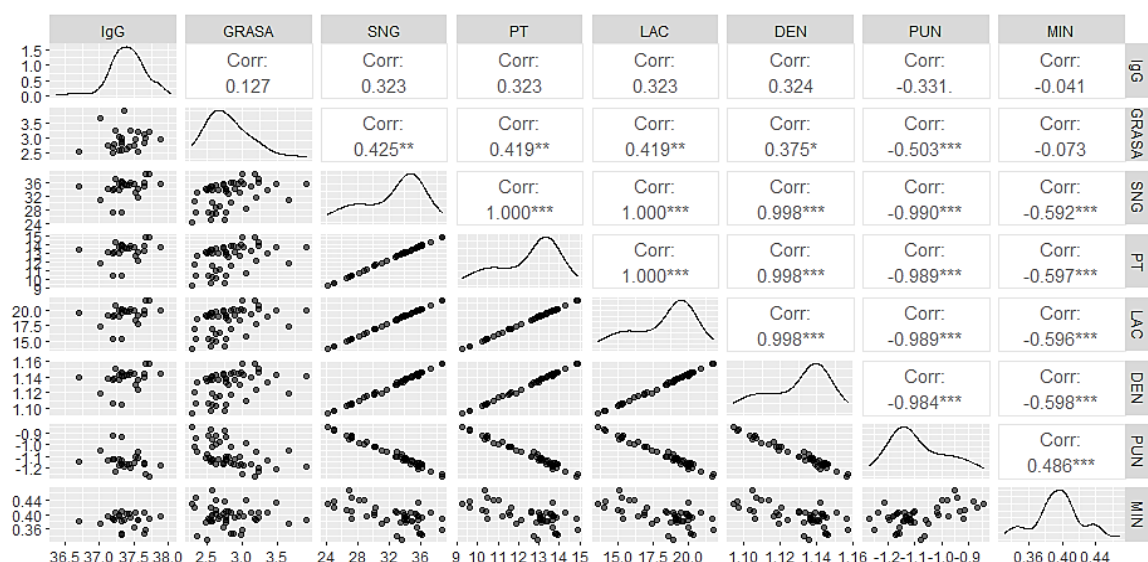 IgG GRASA SNG PT LAC DEN PUN MIN
1.5 1.0 0.5 0.0 Corr: 0.127 Corr: 0.323 Corr: 0.323 Corr: 0.323 Corr: 0.324 Corr: -0.331. Corr: -0.041 IgG
3.5 3.0 2.5 Corr: 0.425** Corr: 0.419** Corr: 0.419** Corr: 0.375* Corr: -0.503*** Corr: -0.073 GRASA
36 32 28 24 Corr: 1.000*** Corr: 1.000*** Corr: 0.998*** Corr: -0.990*** Corr: -0.592*** SNG
15 14 13 12 10 9 Corr: 1.000*** Corr: 0.998*** Corr: -0.989*** Corr: -0.597*** PT
20.0 17.5 15.0 Corr: 0.998*** Corr: -0.989*** Corr: -0.596*** LAC
1.16 1.14 1.12 1.10 Corr: -0.984*** Corr: -0.598*** DEN
-0.9 -1.0 -1.2 Corr: 0.486*** PUN
0.44 0.40 0.36 MIN
36.5 37.0 37.5 38.0 2.5 3.0 3.5 24 28 32 36 9 10 11 12 13 14 15 15.0 17.5 20.0 1.10 1.12 1.14 1.16 -1.2 -1.1 -1.0 -0.9 0.36 0.40 0.44